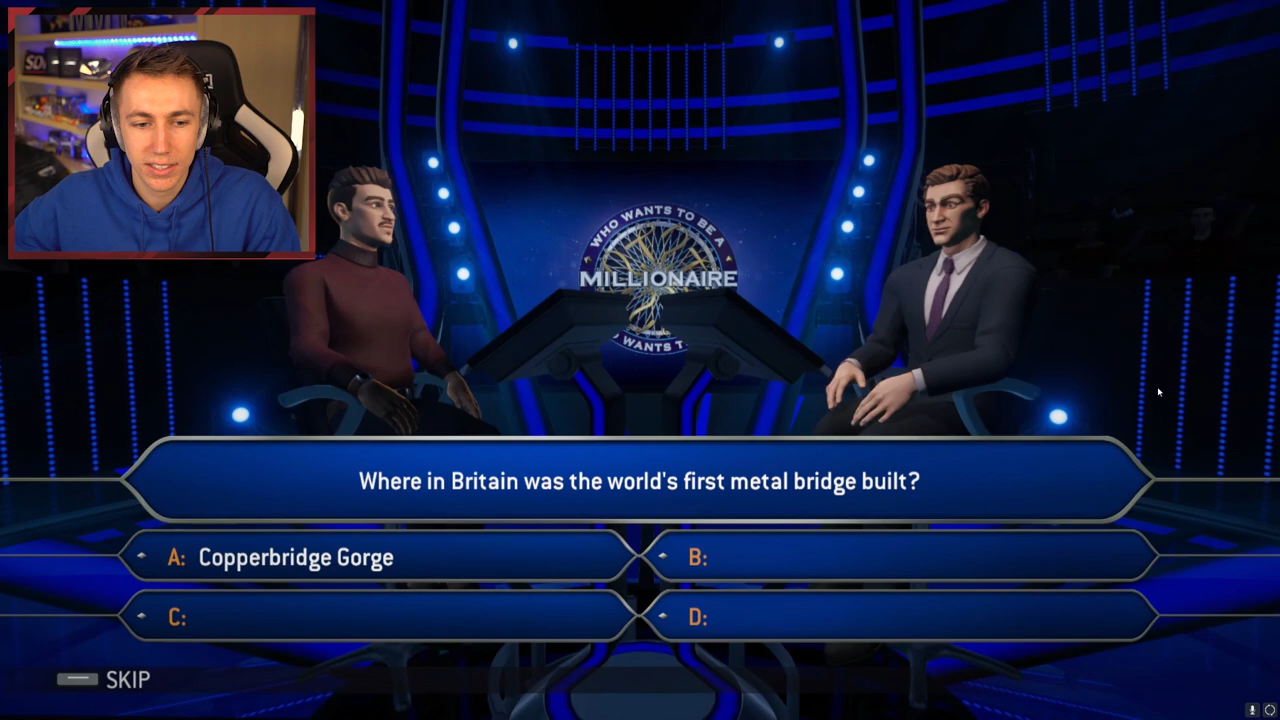 SD
WHO WANTS TO BE A
MILLIONAIRE
WANTS T
Where in Britain was the world's first metal bridge built?
A: Copperbridge Gorge
B:
C:
D:
SKIP